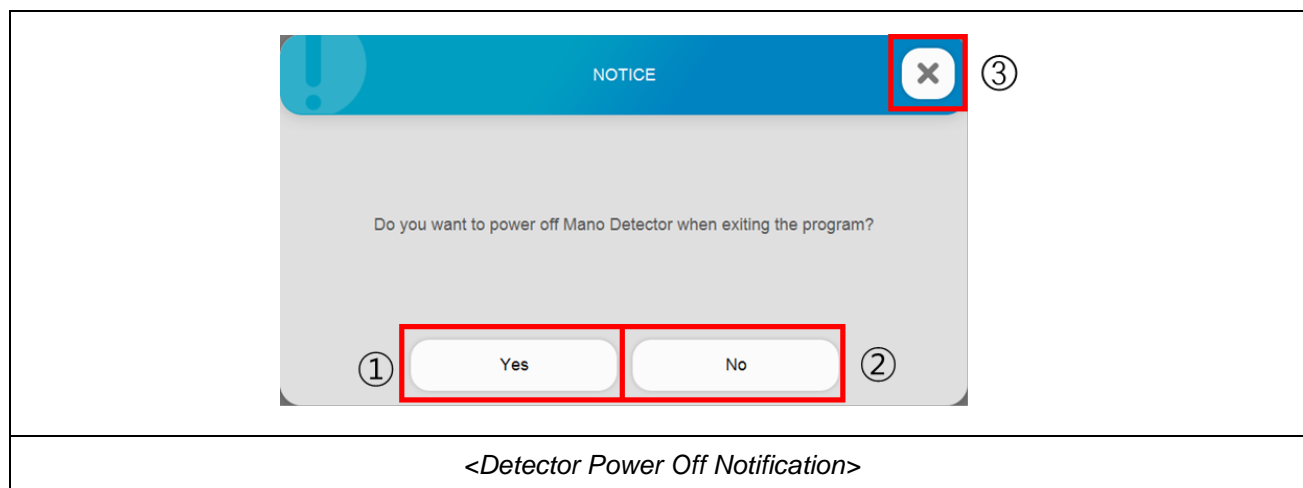 NOTICE
③
Do you want to power off Mano Detector when exiting the program?
① Yes No ②
<Detector Power Off Notification>